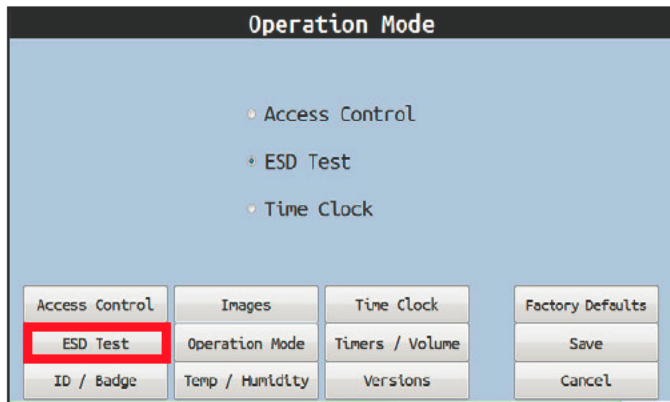 Operation Mode
Access Control
ESD Test
Time Clock
Access Control Images Time Clock Factory Defaults
ESD Test Operation Mode Timers / Volume Save
ID / Badge Temp / Humidity Versions Cancel